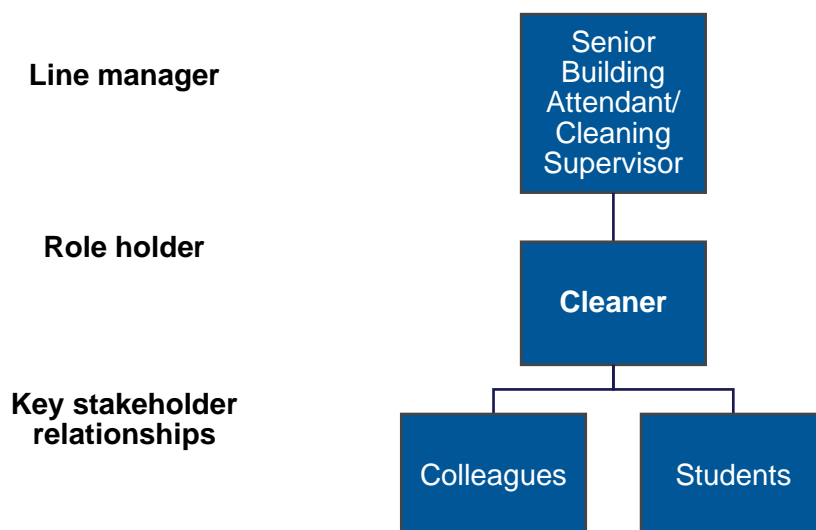 Line manager
Senior
Building
Attendant/
Cleaning
Supervisor
Role holder
Cleaner
Key stakeholder
relationships
Colleagues
Students